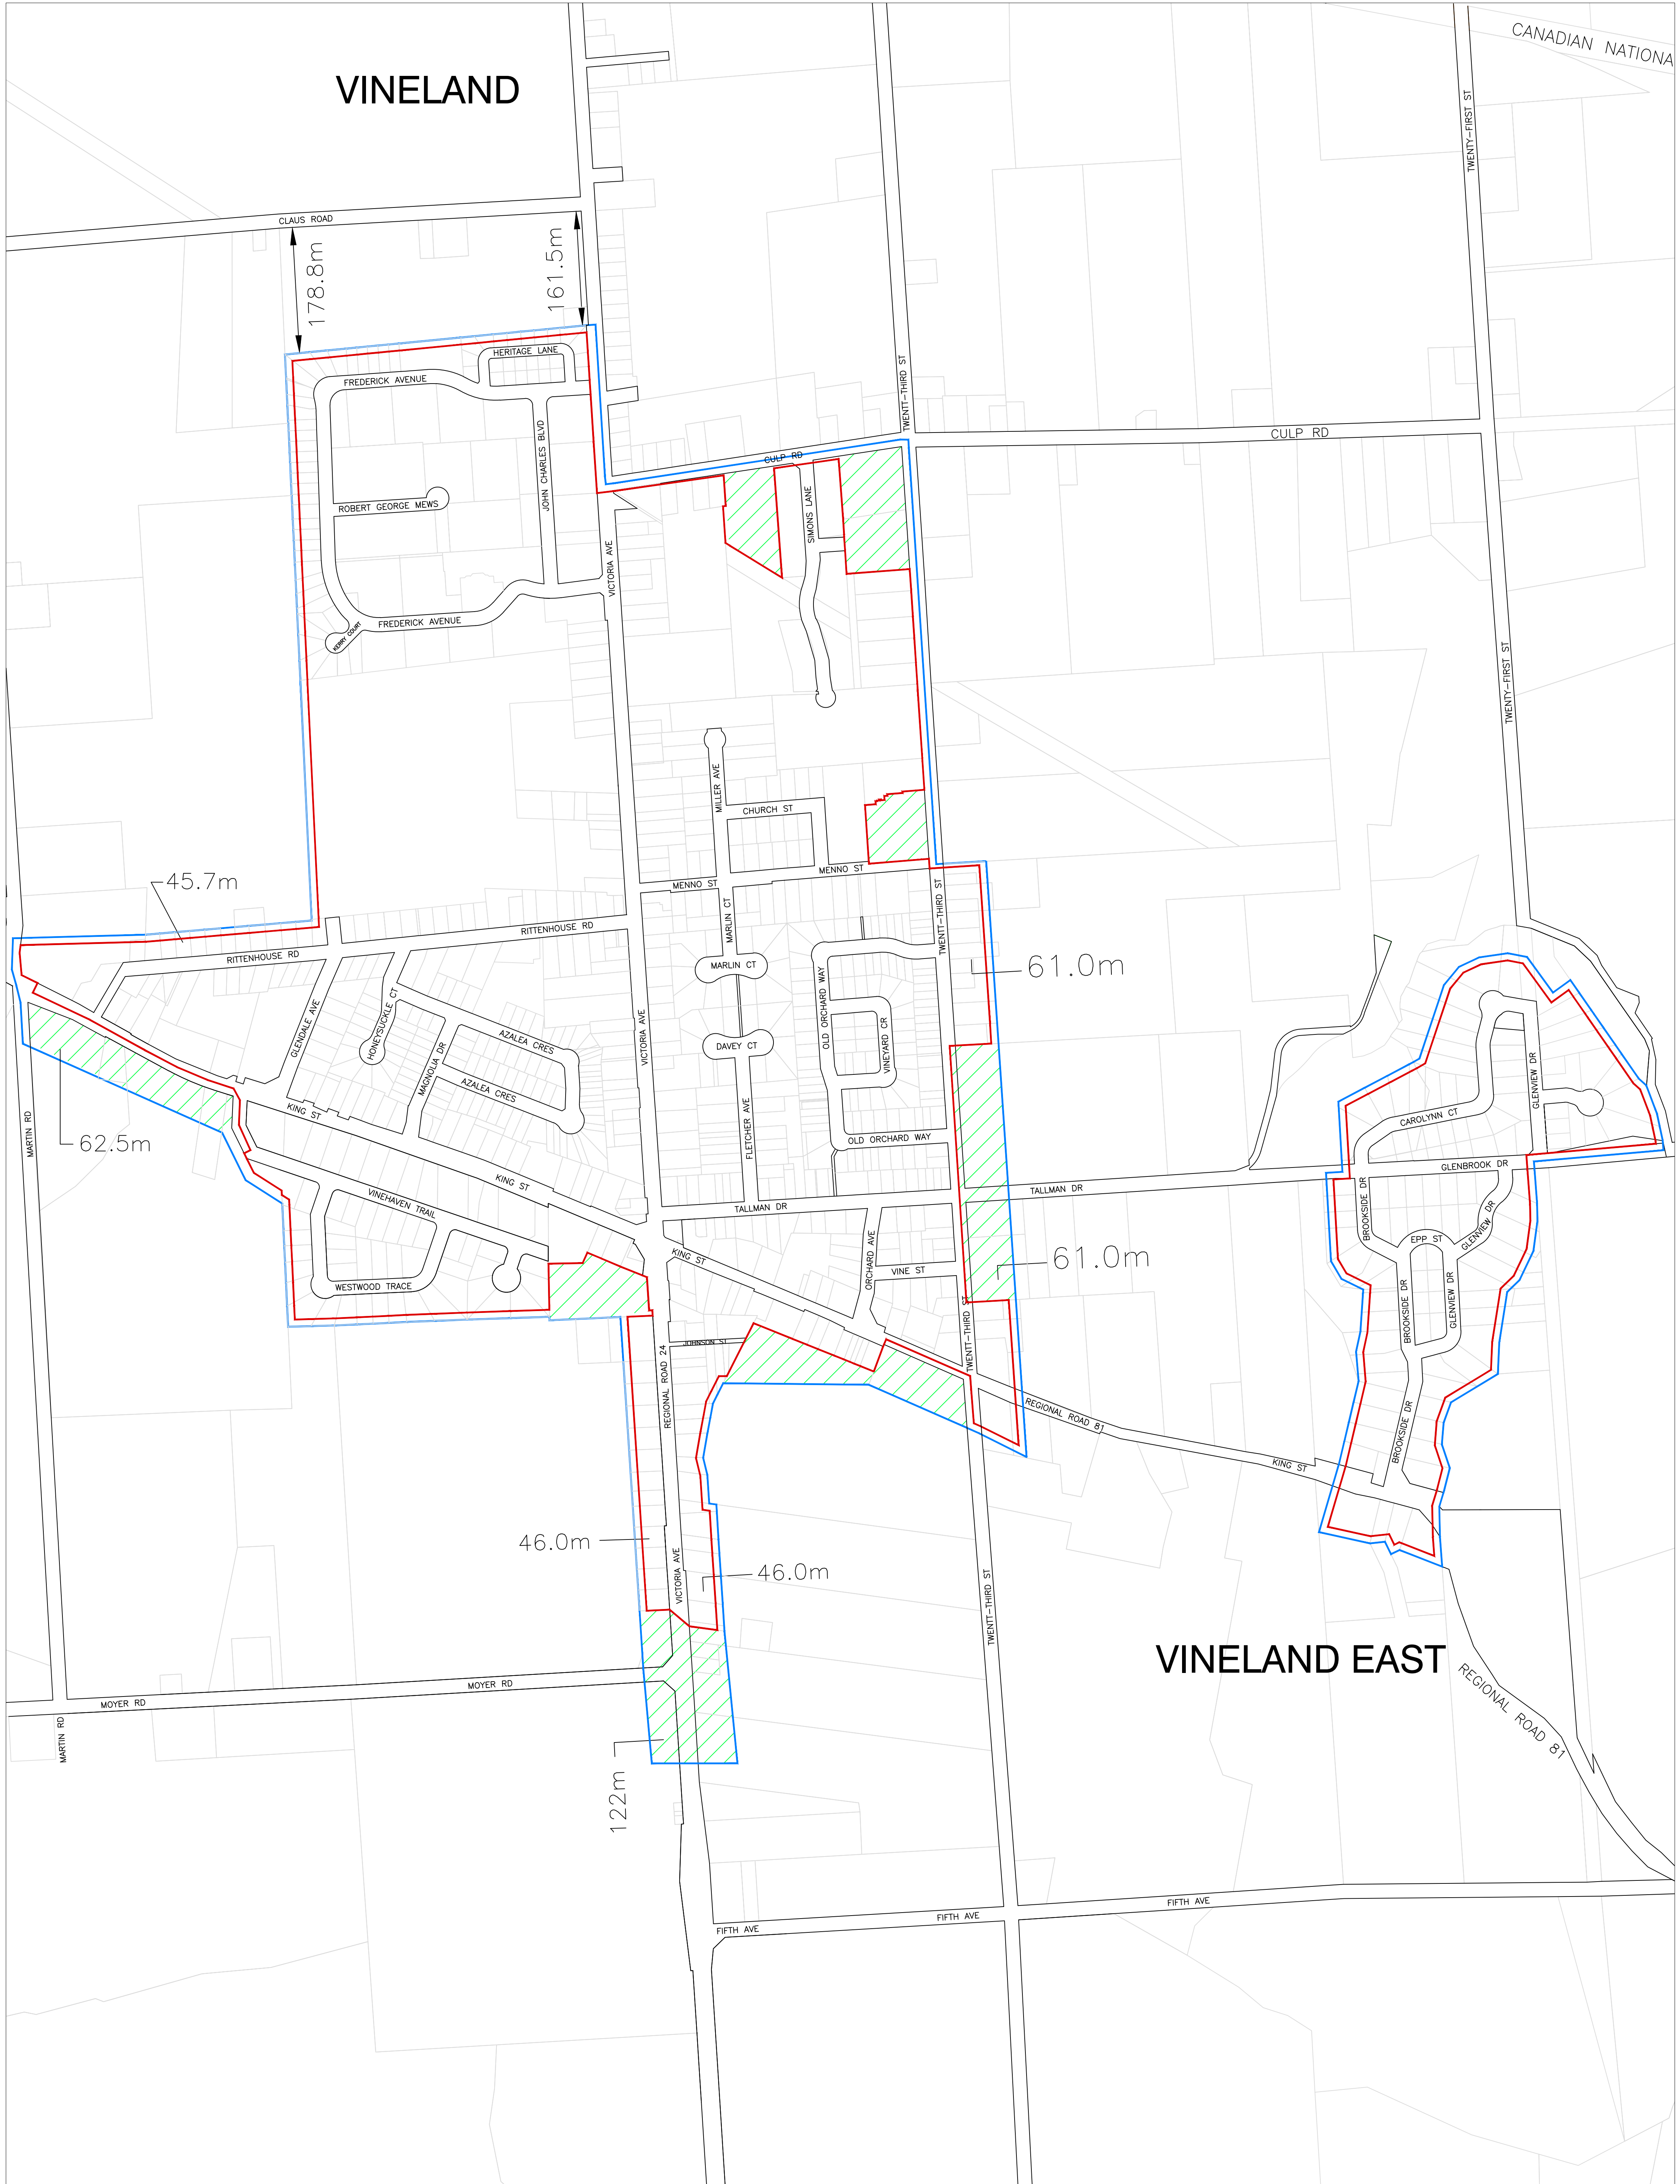 CANADIAN NATIONA
VINELAND
TWENTY-FIRST ST
CLAUS ROAD
178.8m
161.5m
HERITAGE LANE
FREDERICK AVENUE
TWENTT-THIRD ST
JOHN CHARLES BLVD
CULP RD
CULP RD
ROBERT GEORGE MEWS
SIMONS LANE
VICTORIA AVE
FREDERICK AVENUE
KERRY COURT
TWENTY-FIRST ST
MILLER AVE
CHURCH ST
MENNO ST
MENNO ST
45.7m
MARLIN CT
TWENTT-THIRD ST
RITTENHOUSE RD
RITTENHOUSE RD
MARLIN CT
61.0m
OLD ORCHARD WAY
HONEYSUCKLE CT
GLENDALE AVE
AZALEA CRES
VICTORIA AVE
DAVEY CT
VINEYARD CR
MAGNOLIA DR
AZALEA CRES
GLENVIEW DR
KING ST
CAROLYNN CT
MARTIN RD
62.5m
FLETCHER AVE
OLD ORCHARD WAY
GLENBROOK DR
KING ST
VINEHAVEN TRAIL
TALLMAN DR
TALLMAN DR
BROOKSIDE DR
GLENVIEW DR
EPP ST
KING ST
ORCHARD AVE
61.0m
VINE ST
WESTWOOD TRACE
BROOKSIDE DR
GLENVIEW DR
TWENTT-THIRD ST
JOHNSON ST
REGIONAL ROAD 24
REGIONAL ROAD 81
BROOKSIDE DR
KING ST
46.0m
46.0m
VICTORIA AVE
TWENTT-THIRD ST
VINELAND EAST
REGIONAL ROAD 81
MOYER RD
MOYER RD
MARTIN RD
122m
FIFTH AVE
FIFTH AVE
FIFTH AVE